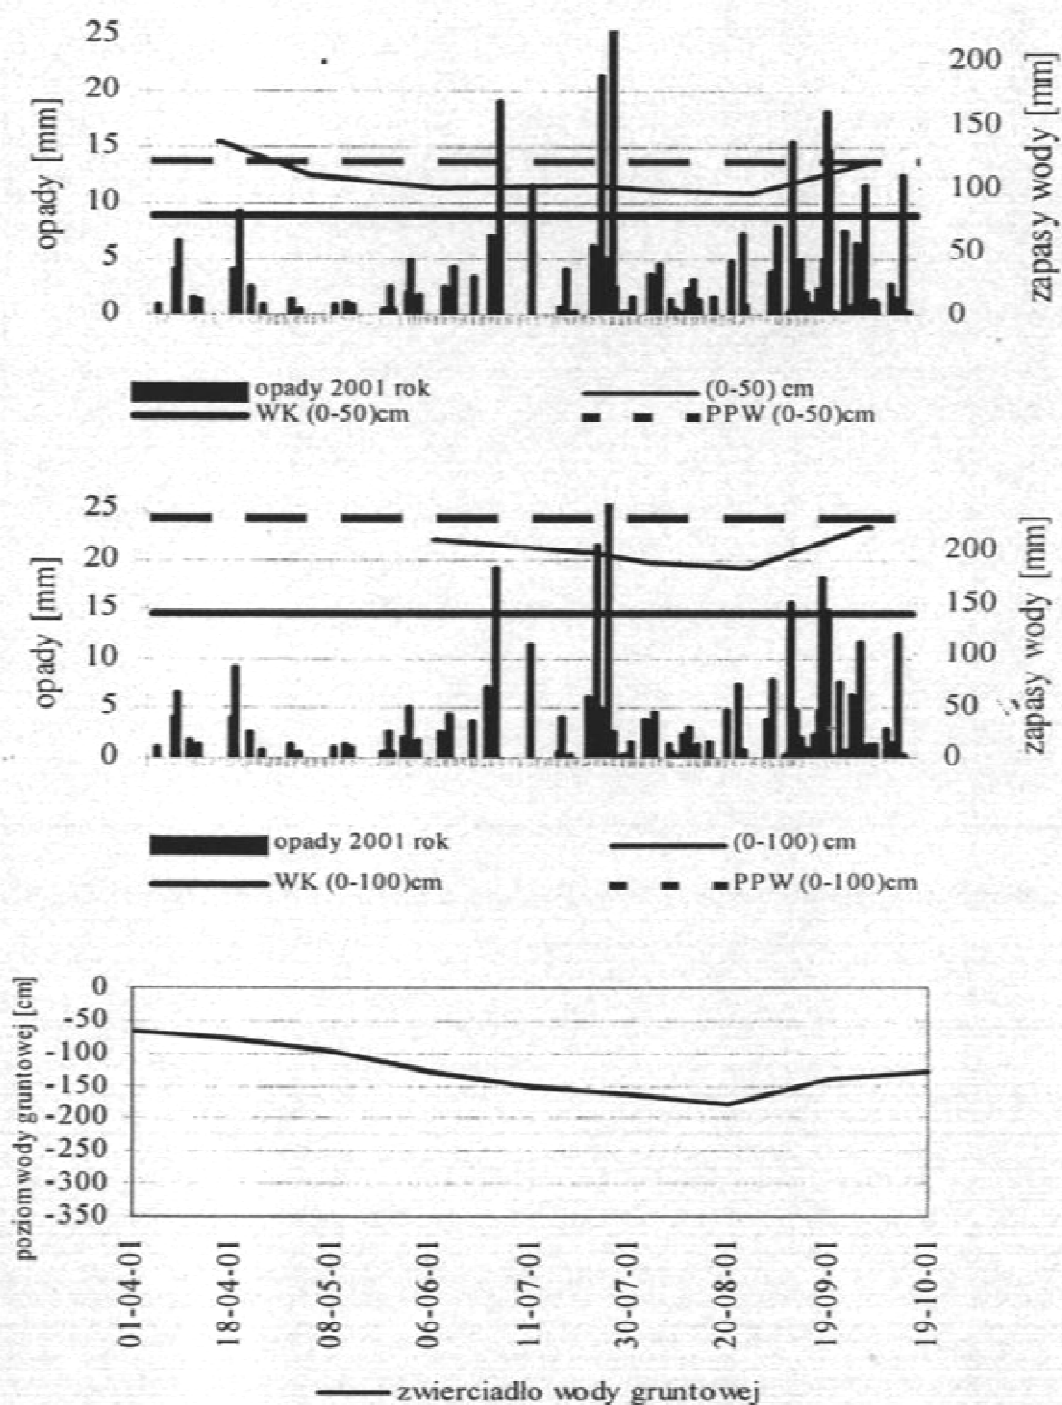 opady [mm]
25
20
15
10
5
0
200
150
100
50
0
zapasy wody [mm]
opady 2001 rok
(0-50) cm
WK (0-50)cm
PPW (0-50)cm
opady [mm]
25
20
15
10
5
0
200
150
100
50
0
zapasy wody [mm]
opady 2001 rok
(0-100) cm
WK (0-100)cm
PPW (0-100)cm
poziom wody gruntowej [cm]
0
-50
-100
-150
-200
-250
-300
-350
01-04-01
18-04-01
08-05-01
06-06-01
11-07-01
30-07-01
20-08-01
19-09-01
19-10-01
zwierciadło wody gruntowej